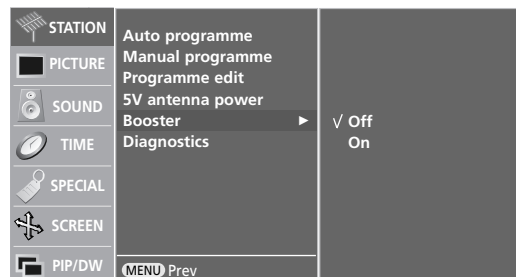 STATION
PICTURE
SOUND
TIME
SPECIAL
SCREEN
PIP/DW
Auto programme
Manual programme
Programme edit
5V antenna power
Booster ►
Diagnostics
MENU Prev
√ Off
On